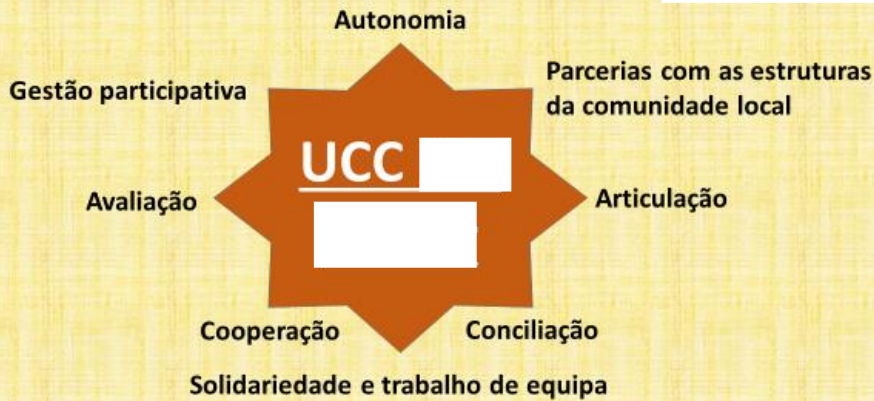 Autonomia
Gestão participativa
Parcerias com as estruturas
da comunidade local
UCC
Avaliação
Articulação
Cooperação
Conciliação
Solidariedade e trabalho de equipa